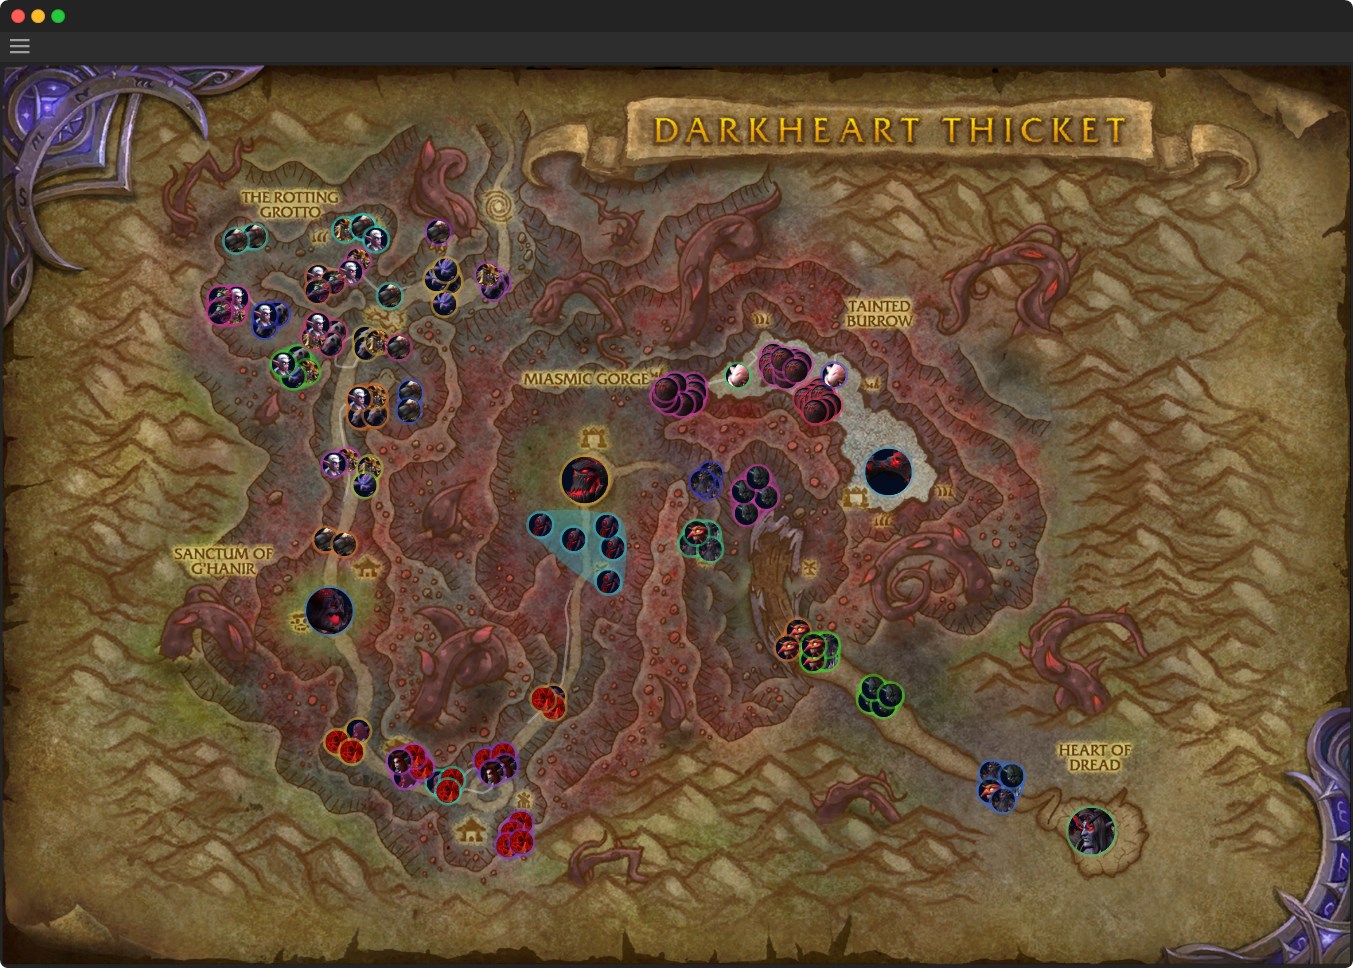 DARKHEART THICKET
THE ROTTING
GROTTO
TAINTED
BURROW
MIASMIC GORGE
SANCTUM OF
G'HANIR
HEART OF
DREAD